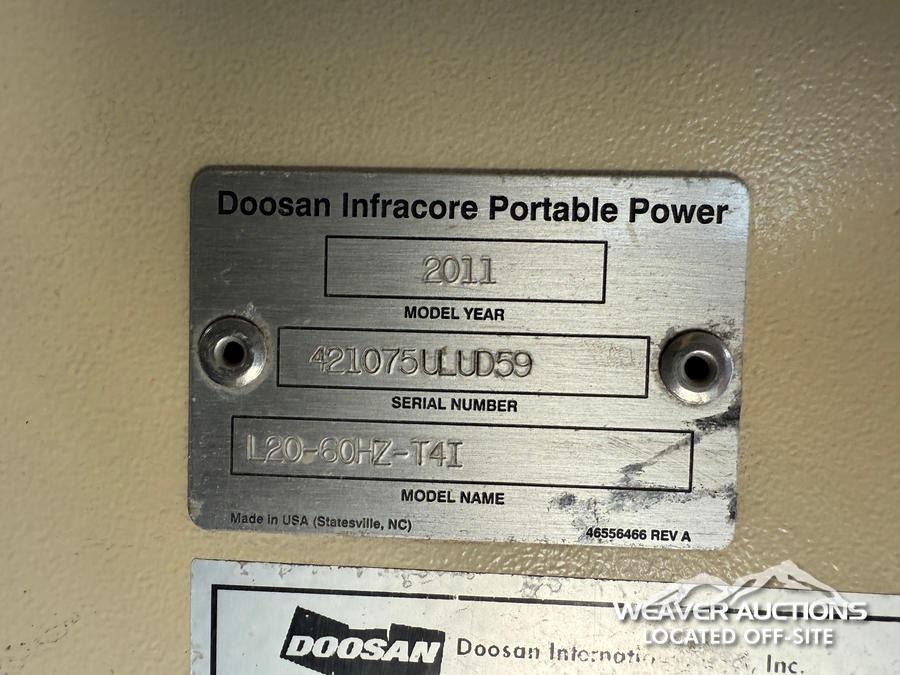 Doosan Infracore Portable Power
2011
MODEL YEAR
421075ULUD59
SERIAL NUMBER
L20-60HZ-T4I
MODEL NAME
Made in USA (Statesville, NC)
46556466 REV A
WEAVER AUCTIONS
LOCATED OFF-SITE
DOOSAN
Doosan Inc.